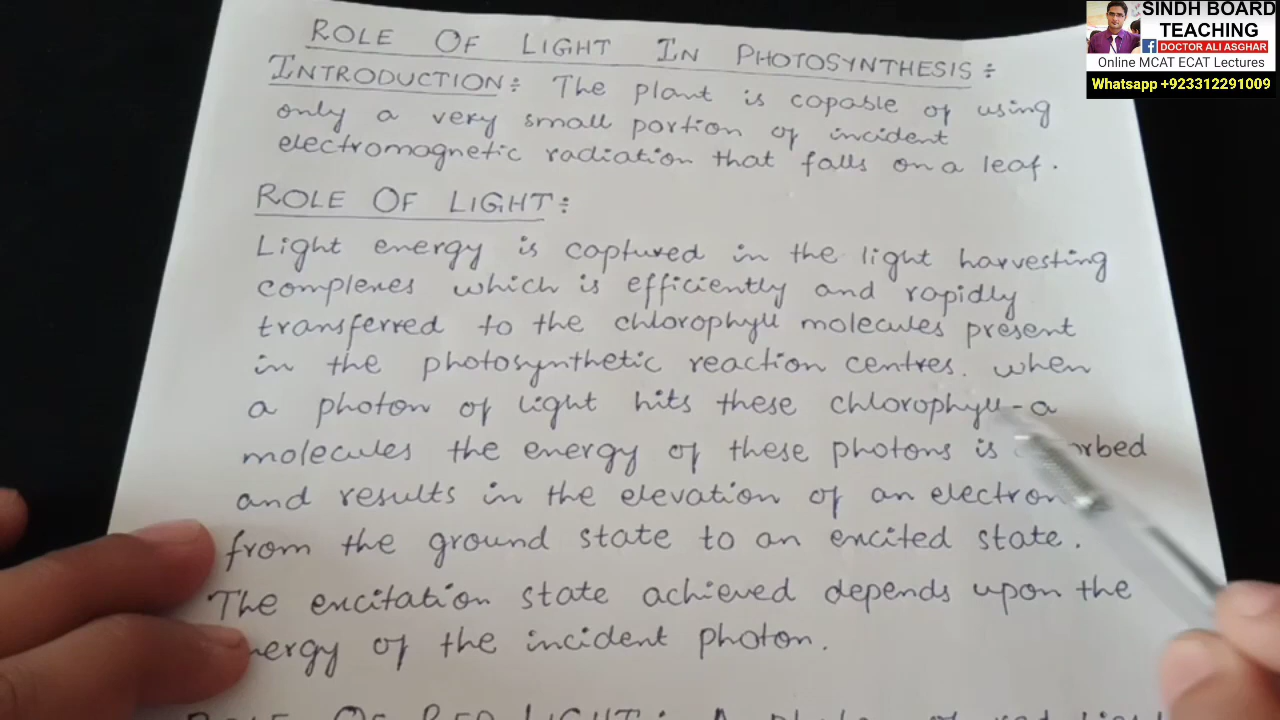 ROLE OF LIGHT IN PHOTOSYNTHESIS:
INTRODUCTION: The plant is capable of using
only a very small portion of incident
electromagnetic radiation that falls on a leaf.
ROLE OF LIGHT:
Light energy is captured in the light harvesting
complexes which is efficiently and rapidly
transferred to the chlorophyll molecules present
in the photosynthetic reaction centres. when
a photon of light hits these chlorophyll-a
molecules the energy of these photons is
and results in the elevation of an electron
from the ground state to an excited state.
The excitation state achieved depends upon the
of the incident photon.
ROLE OF RED LIGHT: A
SINDH BOARD
TEACHING
DOCTOR ALI ASGHAR
Online MCAT ECAT Lectures
Whatsapp +923312291009